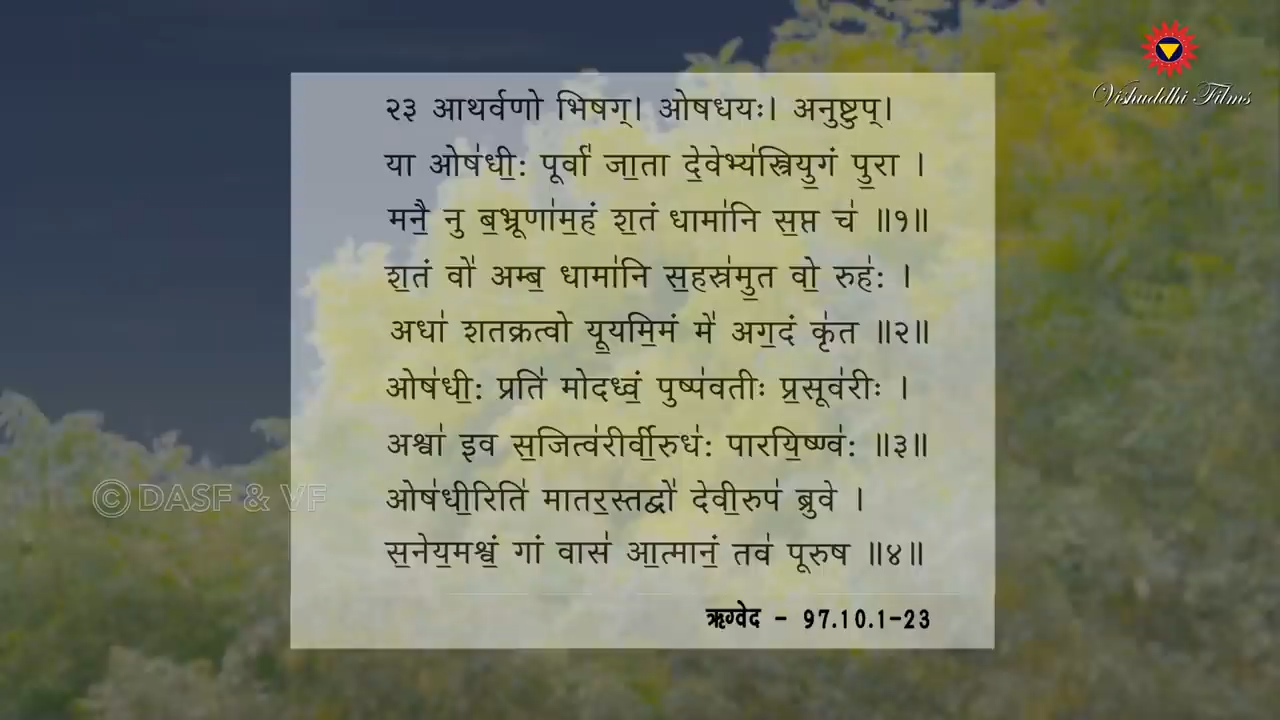 Vishuddhi Films
२३ आथर्वणो भिषग्। ओषधयः। अनुष्टुप्।
या ओष॑धी॒ः पूर्वा॑ जा॒ता दे॒वेभ्य॑स्त्रियु॒गं पु॒रा ।
मनै॒ नु ब॒भ्रूणा॑म॒हं श॒तं धामा॑नि स॒प्त च॑ ॥१॥
श॒तं वो॑ अम्ब॒ धामा॑नि स॒हस्र॑मु॒त वो॒ रुह॑ः ।
अधा॑ शतक्रत्वो यू॒यमि॒मं मे॑ अग॒दं कृ॑त ॥२॥
ओष॑धी॒ः प्रति॑ मोदध्वं॒ पुष्प॑वतीः प्र॒सूव॑रीः ।
अश्वा॑ इव स॒जित्व॑रीर्वी॒रुध॑ः पारयि॒ष्ण्व॑ः ॥३॥
ओष॑धी॒रिति॑ मातर॒स्तद्वो॑ देवी॒रुप॑ ब्रुवे ।
स॒नेय॒मश्वं॒ गां वास॑ आ॒त्मानं॒ तव॑ पूरुष ॥४॥
© DASF & VF
ऋग्वेद - 97.10.1-23